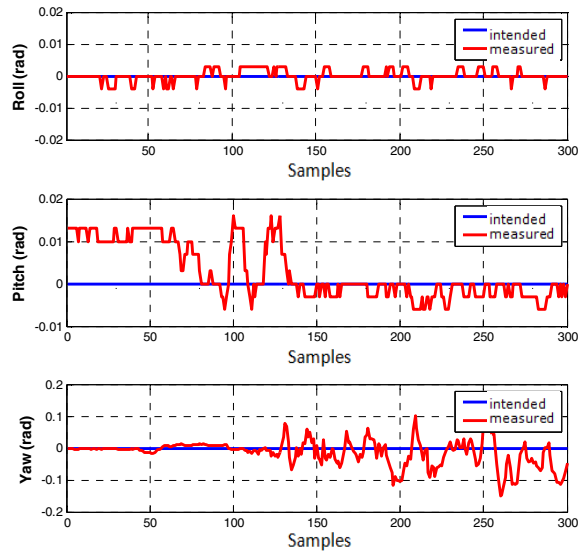 0.02
0.01
0
-0.01
-0.02
Roll (rad)
intended
measured
50 100 150 200 250 300
Samples
0.02
0.01
0
-0.01
Pitch (rad)
intended
measured
0 50 100 150 200 250 300
Samples
0.2
0.1
0
-0.1
-0.2
Yaw (rad)
intended
measured
0 50 100 150 200 250 300
Samples